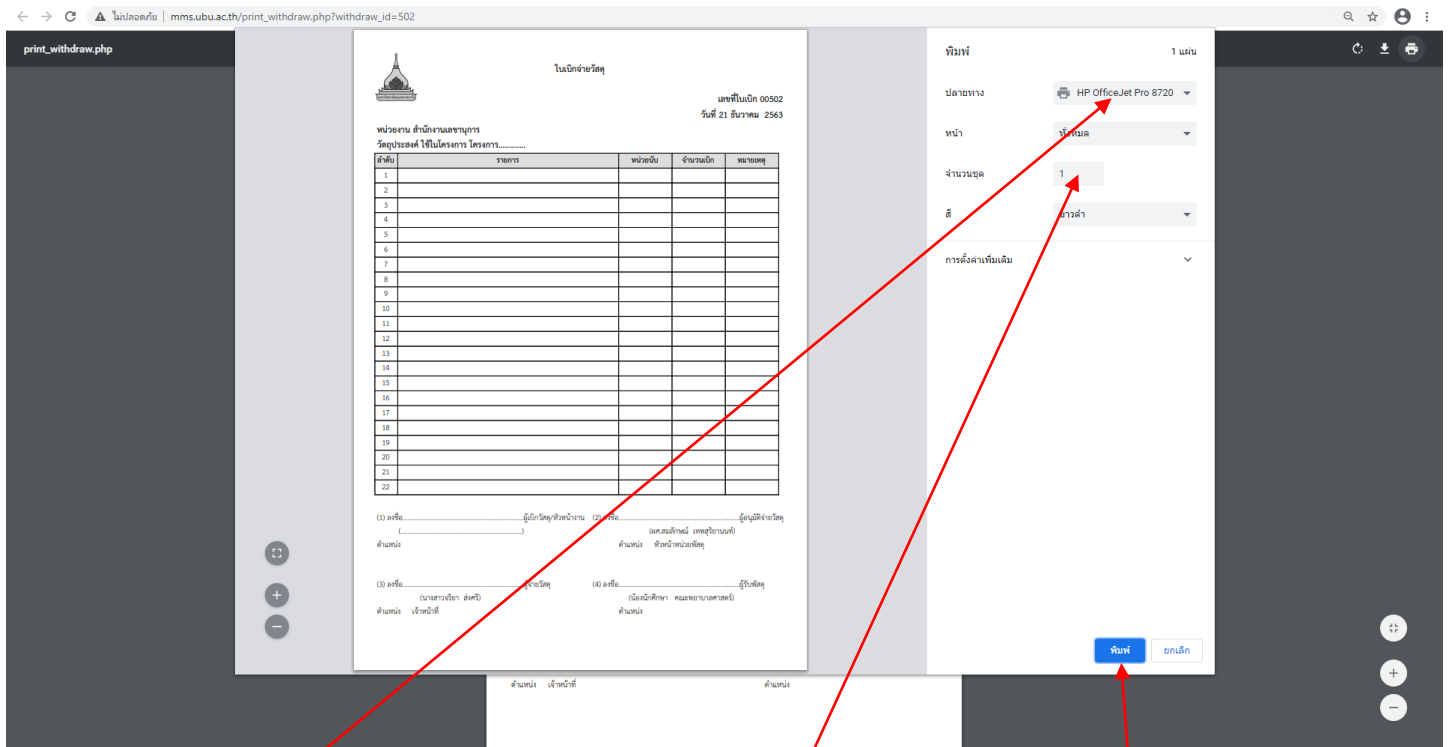 ไม่ปลอดภัย | mms.ubu.ac.th/print_withdraw.php?withdraw_id=502
print_withdraw.php
ใบเบิกจ่ายวัสดุ
เลขที่ใบเบิก 00502
วันที่ 21 ธันวาคม 2563
หน่วยงาน สำนักงานเลขานุการ
วัตถุประสงค์ ใช้ในโครงการ โครงการ............
ลำดับ รายการ หน่วยนับ จำนวนเบิก หมายเหตุ
1
2
3
4
5
6
7
8
9
10
11
12
13
14
15
16
17
18
19
20
21
22
(1) ลงชื่อ..............................ผู้เบิกวัสดุ/หัวหน้างาน (2) ลงชื่อ..............................ผู้อนุมัติจ่ายวัสดุ
(..............................) (ผศ.สมลักษณ์ เทพสุริยานนท์)
ตำแหน่ง ตำแหน่ง หัวหน้าหน่วยพัสดุ
(3) ลงชื่อ..............................ผู้จ่ายวัสดุ (4) ลงชื่อ..............................ผู้รับพัสดุ
(นางสาวจริยา ส่งศรี) (น้องนักศึกษา คณะพยาบาลศาสตร์)
ตำแหน่ง เจ้าหน้าที่ ตำแหน่ง
ตำแหน่ง เจ้าหน้าที่ ตำแหน่ง
พิมพ์ 1 แผ่น
ปลายทาง HP OfficeJet Pro 8720
หน้า ทั้งหมด
จำนวนชุด 1
สี ขาวดำ
การตั้งค่าเพิ่มเติม
พิมพ์ ยกเลิก